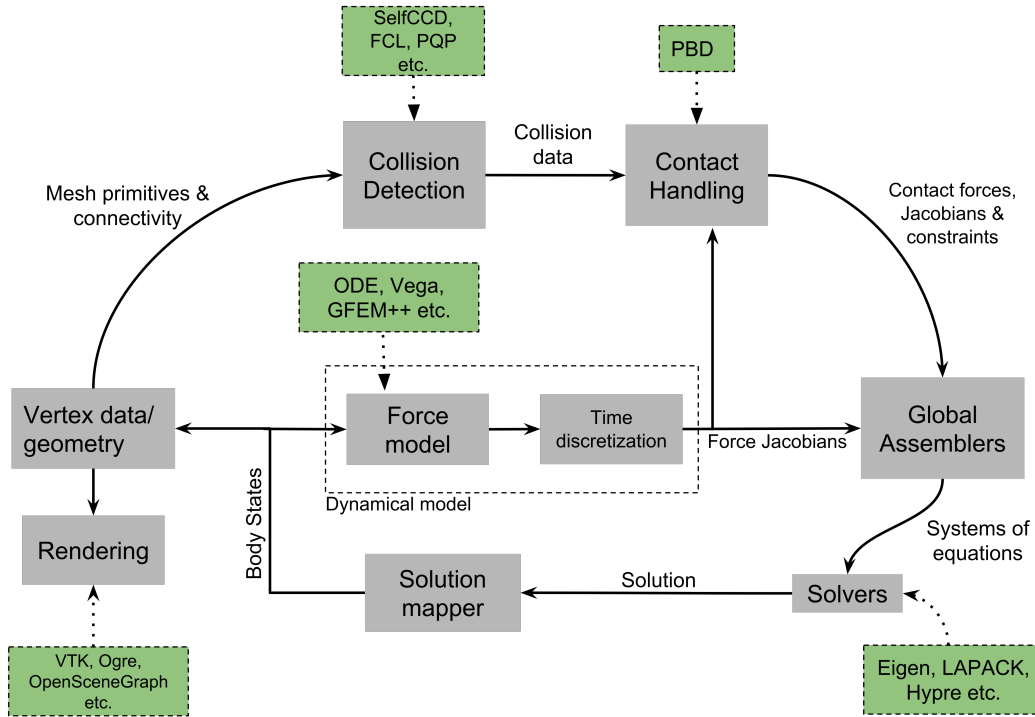 SelfCCD,
FCL, PQP
etc.
PBD
Collision
Detection
Collision
data
Contact
Handling
Mesh primitives &
connectivity
Contact forces,
Jacobians &
constraints
ODE, Vega,
GFEM++ etc.
Vertex data/
geometry
Force
model
Time
discretization
Force Jacobians
Global
Assemblers
Dynamical model
Body States
Rendering
Solution
mapper
Solution
Solvers
Systems of
equations
VTK, Ogre,
OpenSceneGraph
etc.
Eigen, LAPACK,
Hypre etc.